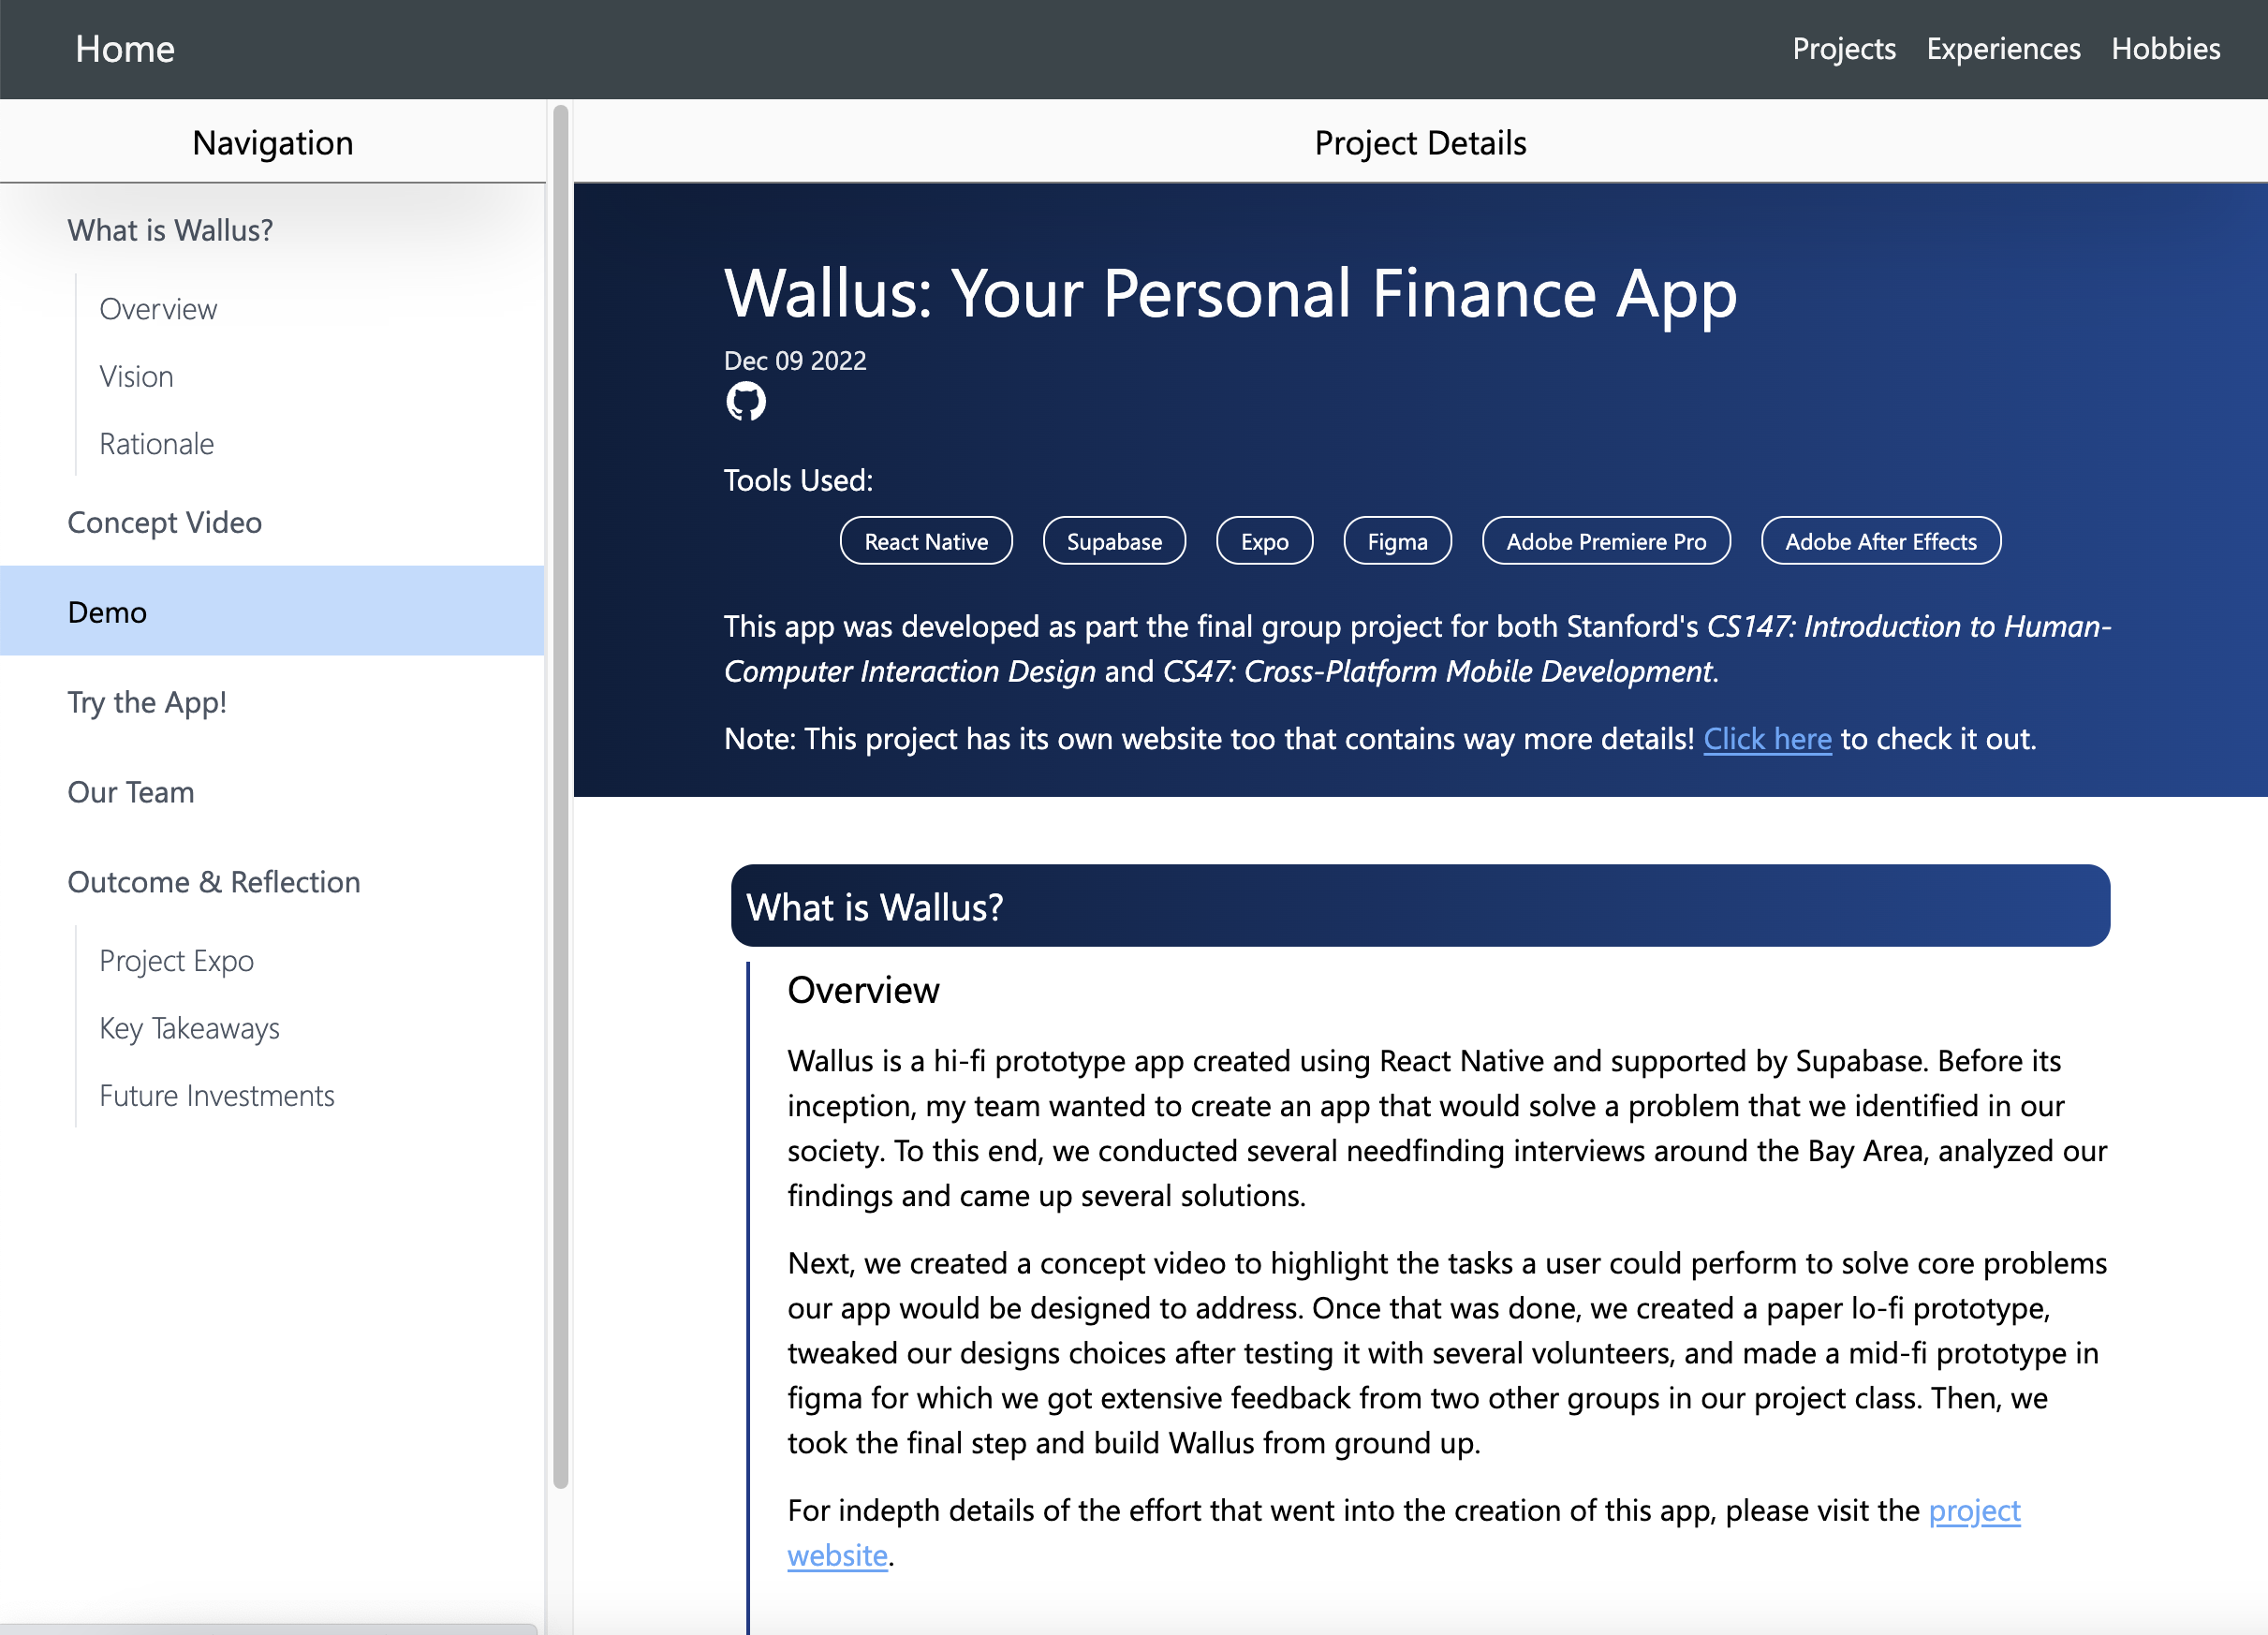 Home
Projects Experiences Hobbies
Navigation
What is Wallus?
Overview
Vision
Rationale
Concept Video
Demo
Try the App!
Our Team
Outcome & Reflection
Project Expo
Key Takeaways
Future Investments
Project Details
Wallus: Your Personal Finance App
Dec 09 2022
Tools Used:
React Native Supabase Expo Figma Adobe Premiere Pro Adobe After Effects
This app was developed as part the final group project for both Stanford's CS147: Introduction to Human-
Computer Interaction Design and CS47: Cross-Platform Mobile Development.
Note: This project has its own website too that contains way more details! Click here to check it out.
What is Wallus?
Overview
Wallus is a hi-fi prototype app created using React Native and supported by Supabase. Before its
inception, my team wanted to create an app that would solve a problem that we identified in our
society. To this end, we conducted several needfinding interviews around the Bay Area, analyzed our
findings and came up several solutions.
Next, we created a concept video to highlight the tasks a user could perform to solve core problems
our app would be designed to address. Once that was done, we created a paper lo-fi prototype,
tweaked our designs choices after testing it with several volunteers, and made a mid-fi prototype in
figma for which we got extensive feedback from two other groups in our project class. Then, we
took the final step and build Wallus from ground up.
For indepth details of the effort that went into the creation of this app, please visit the project
website.